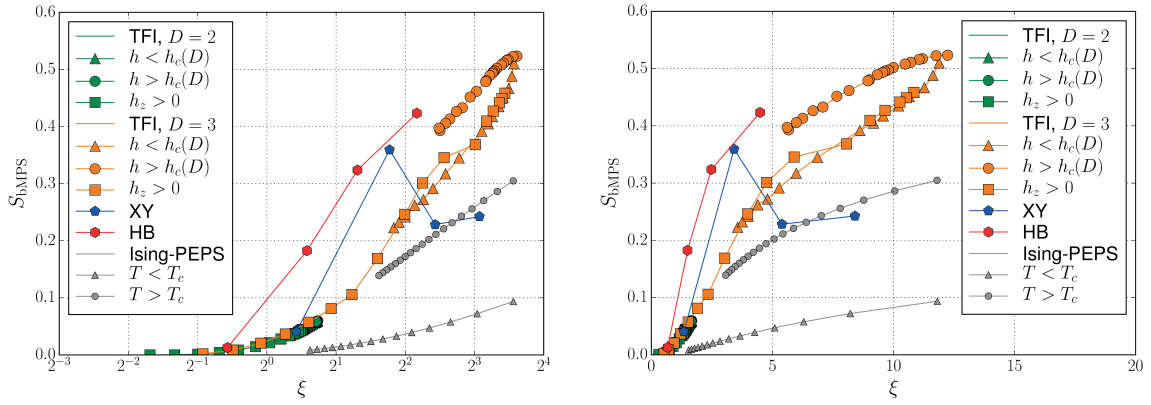 0.6
0.5
0.4
0.3
0.2
0.1
0.0
S_bMPS
TFI, D = 2
h < h_c(D)
h > h_c(D)
h_z > 0
TFI, D = 3
h < h_c(D)
h > h_c(D)
h_z > 0
XY
HB
Ising-PEPS
T < T_c
T > T_c
2^-3 2^-2 2^-1 2^0 2^1 2^2 2^3 2^4
ξ
0.6
0.5
0.4
0.3
0.2
0.1
0.0
S_bMPS
TFI, D = 2
h < h_c(D)
h > h_c(D)
h_z > 0
TFI, D = 3
h < h_c(D)
h > h_c(D)
h_z > 0
XY
HB
Ising-PEPS
T < T_c
T > T_c
0 5 10 15 20
ξ